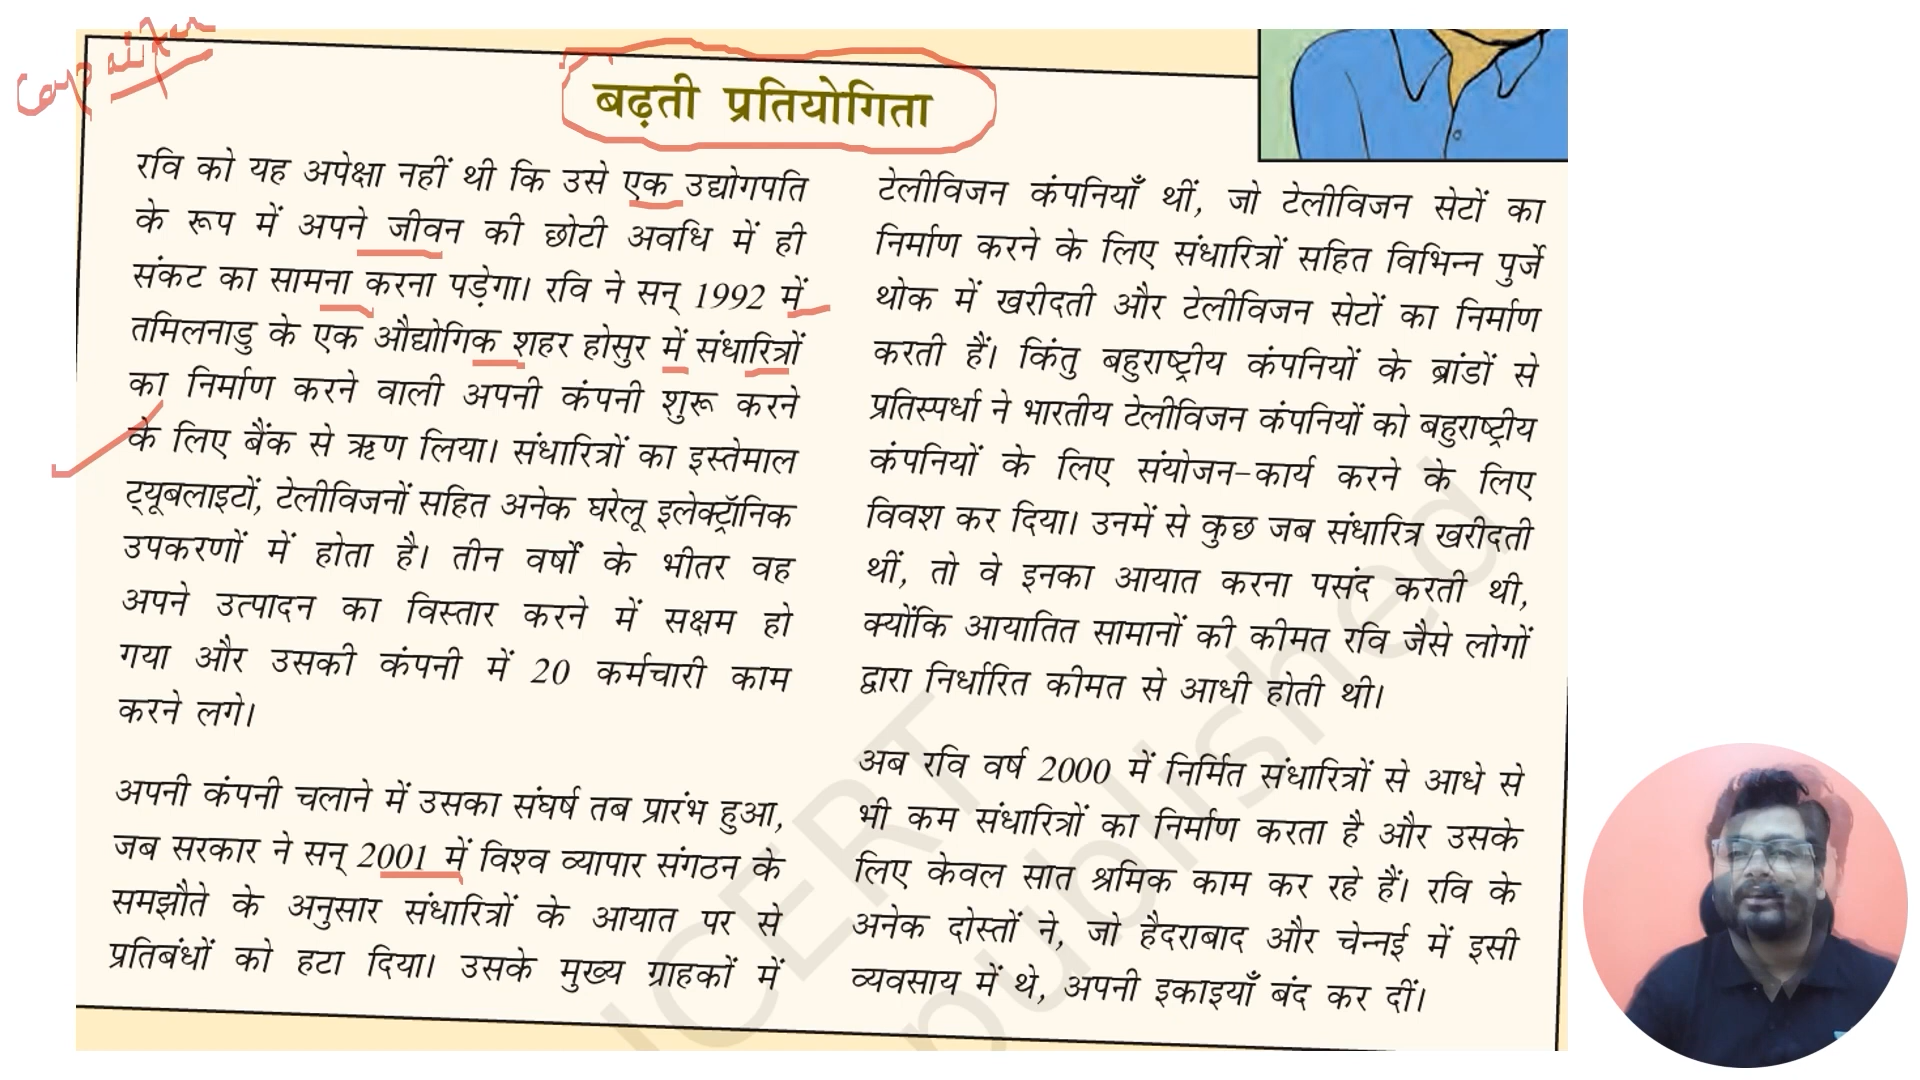 बढ़ती प्रतियोगिता
रवि को यह अपेक्षा नहीं थी कि उसे एक उद्योगपति
के रूप में अपने जीवन की छोटी अवधि में ही
संकट का सामना करना पड़ेगा। रवि ने सन् 1992 में
तमिलनाडु के एक औद्योगिक शहर होसुर में संधारित्रों
का निर्माण करने वाली अपनी कंपनी शुरू करने
के लिए बैंक से ऋण लिया। संधारित्रों का इस्तेमाल
ट्यूबलाइटों, टेलीविजनों सहित अनेक घरेलू इलेक्ट्रॉनिक
उपकरणों में होता है। तीन वर्षों के भीतर वह
अपने उत्पादन का विस्तार करने में सक्षम हो
गया और उसकी कंपनी में 20 कर्मचारी काम
करने लगे।
अपनी कंपनी चलाने में उसका संघर्ष तब प्रारंभ हुआ,
जब सरकार ने सन् 2001 में विश्व व्यापार संगठन के
समझौते के अनुसार संधारित्रों के आयात पर से
प्रतिबंधों को हटा दिया। उसके मुख्य ग्राहकों में
टेलीविजन कंपनियाँ थीं, जो टेलीविजन सेटों का
निर्माण करने के लिए संधारित्रों सहित विभिन्न पुर्जे
थोक में खरीदती और टेलीविजन सेटों का निर्माण
करती हैं। किंतु बहुराष्ट्रीय कंपनियों के ब्रांडों से
प्रतिस्पर्धा ने भारतीय टेलीविजन कंपनियों को बहुराष्ट्रीय
कंपनियों के लिए संयोजन-कार्य करने के लिए
विवश कर दिया। उनमें से कुछ जब संधारित्र खरीदती
थीं, तो वे इनका आयात करना पसंद करती थी,
क्योंकि आयातित सामानों की कीमत रवि जैसे लोगों
द्वारा निर्धारित कीमत से आधी होती थी।
अब रवि वर्ष 2000 में निर्मित संधारित्रों से आधे से
भी कम संधारित्रों का निर्माण करता है और उसके
लिए केवल सात श्रमिक काम कर रहे हैं। रवि के
अनेक दोस्तों ने, जो हैदराबाद और चेन्नई में इसी
व्यवसाय में थे, अपनी इकाइयाँ बंद कर दीं।
NCERT
published